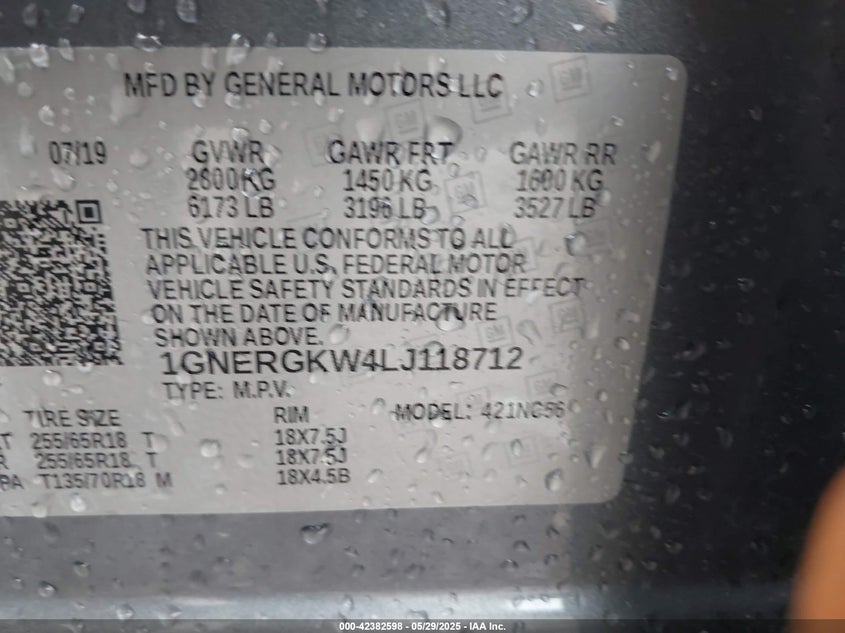 MFD BY GENERAL MOTORS LLC
07/19 GVWR GAWR FRT GAWR RR
2800KG 1450 KG 1600 KG
6173 LB 3196 LB 3527 LB
THIS VEHICLE CONFORMS TO ALL
APPLICABLE U.S. FEDERAL MOTOR
VEHICLE SAFETY STANDARDS IN EFFECT
ON THE DATE OF MANUFACTURE
SHOWN ABOVE.
1GNERGKW4LJ118712
TYPE: M.P.V.
TIRE SIZE RIM MODEL: 421NC56
T 255/65R18 T 18X7.5J
R 255/65R18 T 18X7.5J
PA T135/70R18 M 18X4.5B
000-42382598 - 05/29/2025 - IAA Inc.